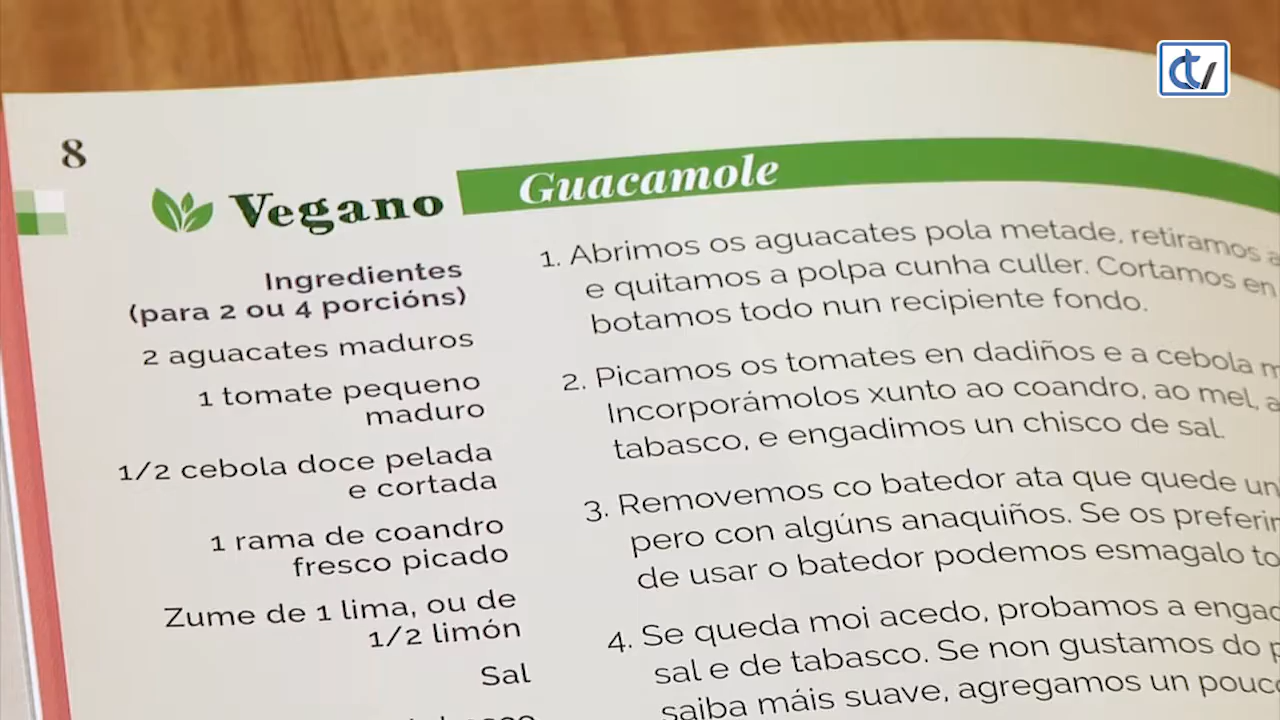 8
Vegano
Guacamole
Ingredientes
(para 2 ou 4 porcións)
2 aguacates maduros
1 tomate pequeno
maduro
1/2 cebola doce pelada
e cortada
1 rama de coandro
fresco picado
Zume de 1 lima, ou de
1/2 limón
Sal
1. Abrimos os aguacates pola metade, retiramos
e quitamos a polpa cunha culler. Cortamos en
botamos todo nun recipiente fondo.
2. Picamos os tomates en dadiños e a cebola
Incorporámolos xunto ao coandro, ao mel,
tabasco, e engadimos un chisco de sal.
3. Removemos co batedor ata que quede
pero con algúns anaquiños. Se os
de usar o batedor podemos esmagalo
4. Se queda moi acedo, probamos a
sal e de tabasco. Se non gustamos do
saiba máis suave, agregamos un